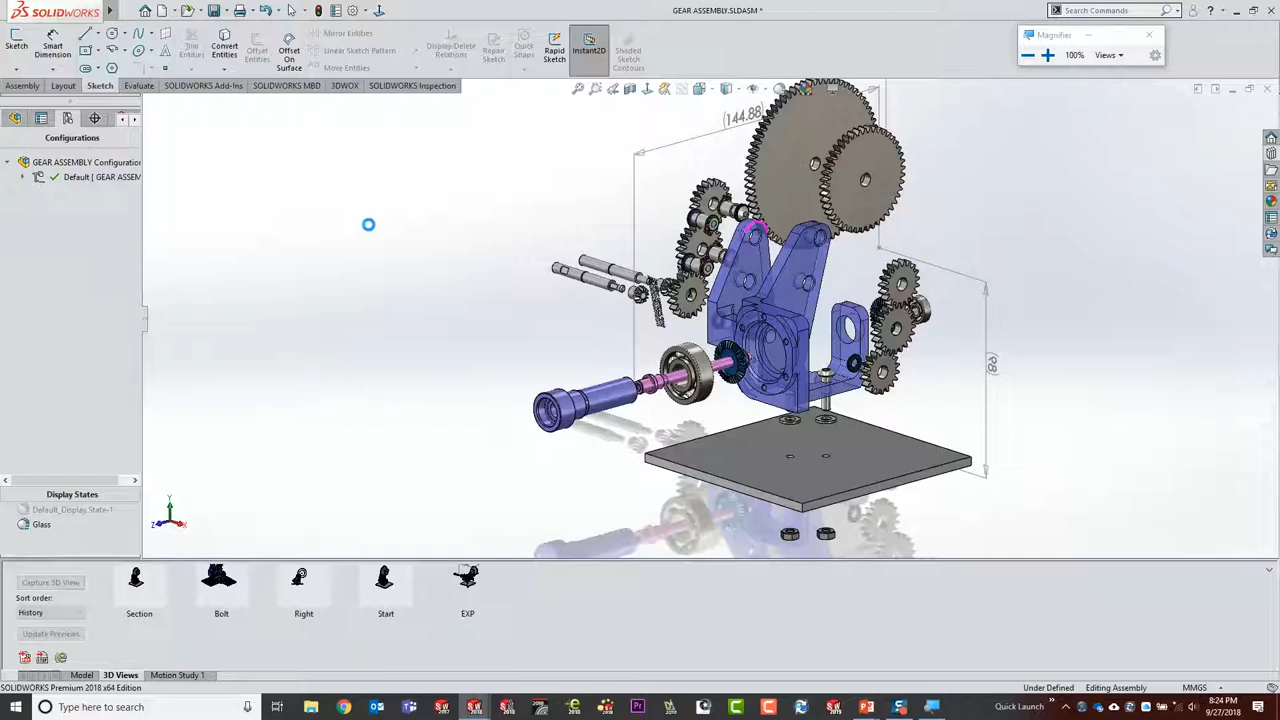 SOLIDWORKS
GEAR ASSEMBLY.SLDASM *
Search Commands
Sketch
Smart
Dimension
Trim
Entities
Convert
Entities
Offset
Entities
Offset
On
Surface
Mirror Entities
Linear Sketch Pattern
Move Entities
Display/Delete
Relations
Repair
Sketch
Quick
Snaps
Rapid
Sketch
Instant2D
Shaded
Sketch
Contours
Magnifier
100%
Views
Assembly
Layout
Sketch
Evaluate
SOLIDWORKS Add-Ins
SOLIDWORKS MBD
3DWOX
SOLIDWORKS Inspection
Configurations
GEAR ASSEMBLY Configuration
Default [ GEAR ASSEM
(144.88)
(98)
Y
Z
X
Display States
Default_Display State-1
Glass
Capture 3D View
Sort order:
History
Update Previews
Section
Bolt
Right
Start
EXP
Model
3D Views
Motion Study 1
SOLIDWORKS Premium 2018 x64 Edition
Under Defined
Editing Assembly
MMGS
Type here to search
Quick Launch
8:24 PM
9/27/2018